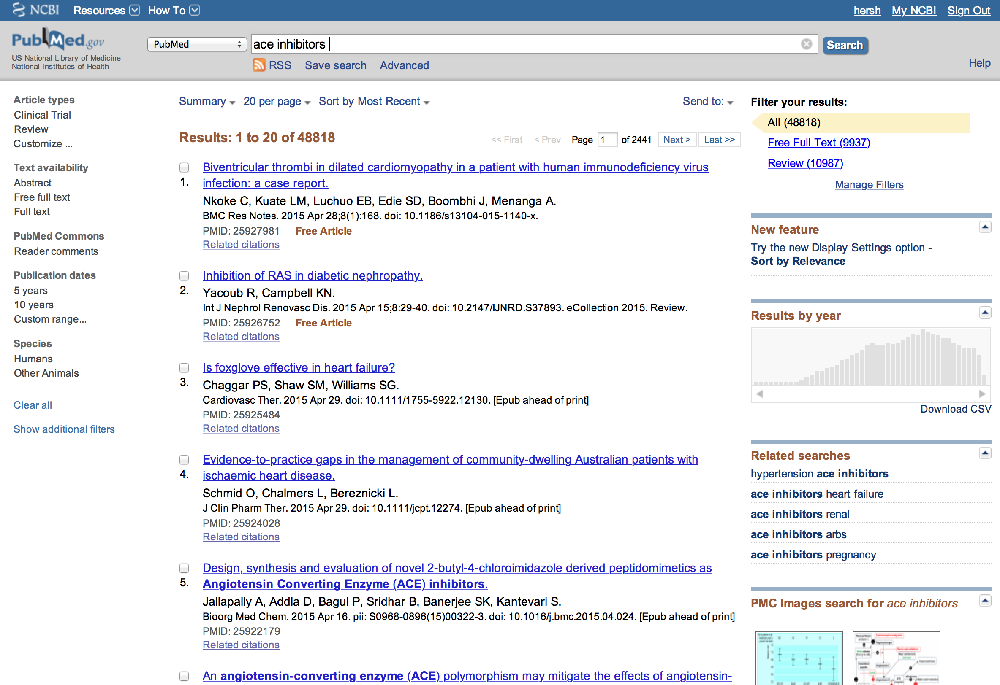 NCBI Resources How To hersh My NCBI Sign Out
PubMed.gov
US National Library of Medicine
National Institutes of Health
PubMed ace inhibitors Search
RSS Save search Advanced
Help
Article types
Clinical Trial
Review
Customize ...
Text availability
Abstract
Free full text
Full text
PubMed Commons
Reader comments
Publication dates
5 years
10 years
Custom range...
Species
Humans
Other Animals
Clear all
Show additional filters
Summary 20 per page Sort by Most Recent Send to:
Results: 1 to 20 of 48818
<< First < Prev Page 1 of 2441 Next > Last >>
1. Biventricular thrombi in dilated cardiomyopathy in a patient with human immunodeficiency virus
infection: a case report.
Nkoke C, Kuate LM, Luchuo EB, Edie SD, Boombhi J, Menanga A.
BMC Res Notes. 2015 Apr 28;8(1):168. doi: 10.1186/s13104-015-1140-x.
PMID: 25927981 Free Article
Related citations
2. Inhibition of RAS in diabetic nephropathy.
Yacoub R, Campbell KN.
Int J Nephrol Renovasc Dis. 2015 Apr 15;8:29-40. doi: 10.2147/IJNRD.S37893. eCollection 2015. Review.
PMID: 25926752 Free Article
Related citations
3. Is foxglove effective in heart failure?
Chaggar PS, Shaw SM, Williams SG.
Cardiovasc Ther. 2015 Apr 29. doi: 10.1111/1755-5922.12130. [Epub ahead of print]
PMID: 25925484
Related citations
4. Evidence-to-practice gaps in the management of community-dwelling Australian patients with
ischaemic heart disease.
Schmid O, Chalmers L, Bereznicki L.
J Clin Pharm Ther. 2015 Apr 29. doi: 10.1111/jcpt.12274. [Epub ahead of print]
PMID: 25924028
Related citations
5. Design, synthesis and evaluation of novel 2-butyl-4-chloroimidazole derived peptidomimetics as
Angiotensin Converting Enzyme (ACE) inhibitors.
Jallapally A, Addla D, Bagul P, Sridhar B, Banerjee SK, Kantevari S.
Bioorg Med Chem. 2015 Apr 16. pii: S0968-0896(15)00322-3. doi: 10.1016/j.bmc.2015.04.024. [Epub ahead of print]
PMID: 25922179
Related citations
An angiotensin-converting enzyme (ACE) polymorphism may mitigate the effects of angiotensin-
Filter your results:
All (48818)
Free Full Text (9937)
Review (10987)
Manage Filters
New feature
Try the new Display Settings option -
Sort by Relevance
Results by year
Download CSV
Related searches
hypertension ace inhibitors
ace inhibitors heart failure
ace inhibitors renal
ace inhibitors arbs
ace inhibitors pregnancy
PMC Images search for ace inhibitors